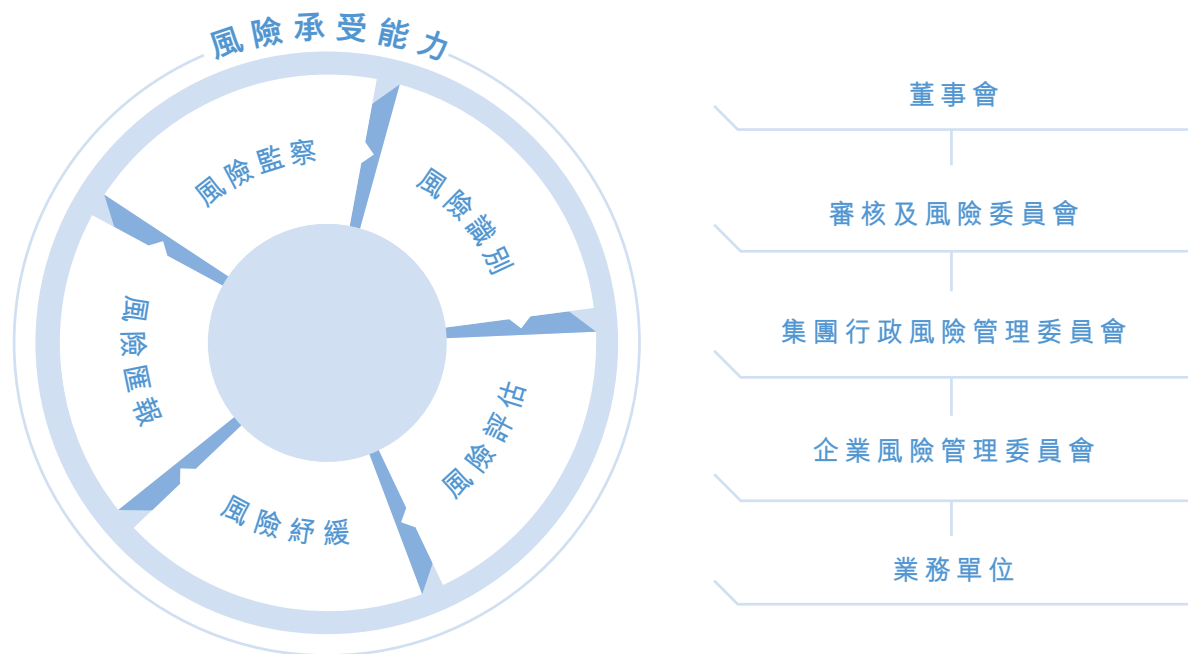 風險承受能力
風險監察
風險識別
風險評估
風險紓緩
風險匯報
董事會
審核及風險委員會
集團行政風險管理委員會
企業風險管理委員會
業務單位